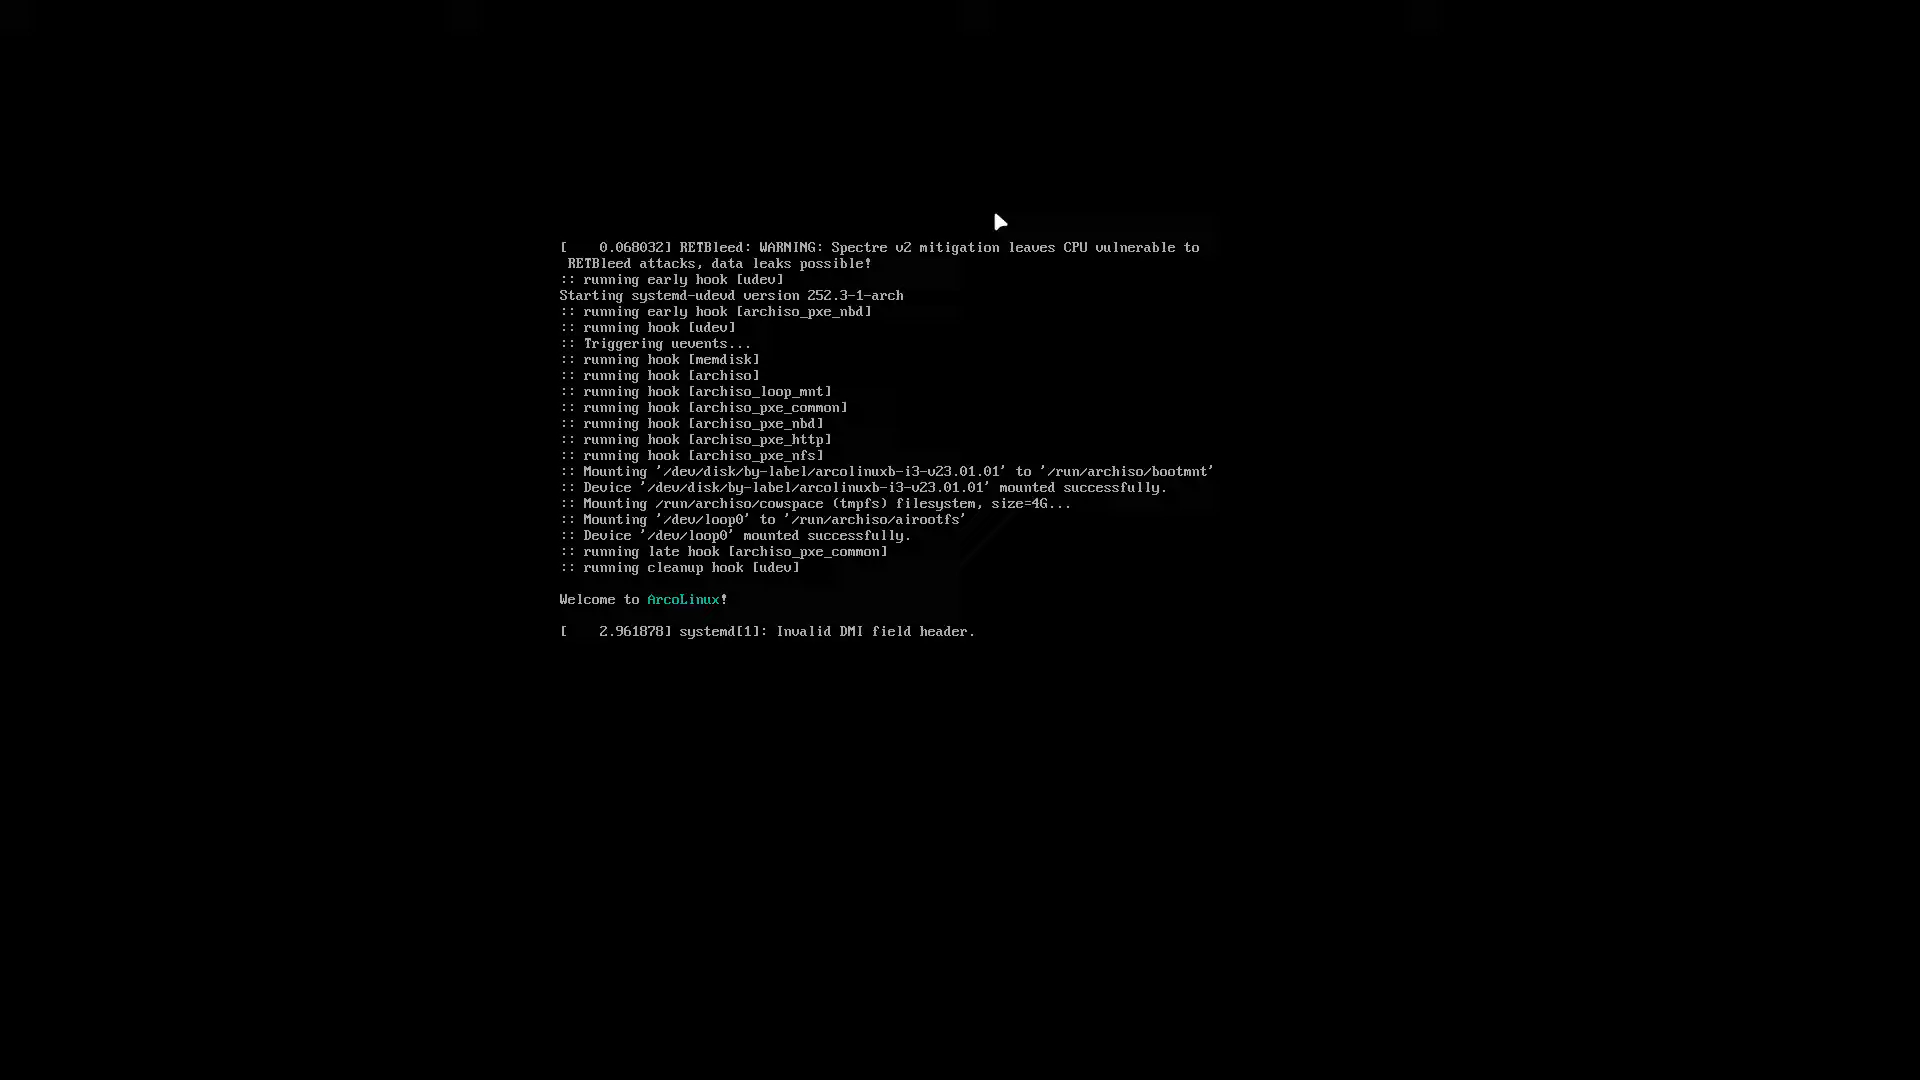 [    0.068032] RETBleed: WARNING: Spectre v2 mitigation leaves CPU vulnerable to
 RETBleed attacks, data leaks possible!
:: running early hook [udev]
Starting systemd-udevd version 252.3-1-arch
:: running early hook [archiso_pxe_nbd]
:: running hook [udev]
:: Triggering uevents...
:: running hook [memdisk]
:: running hook [archiso]
:: running hook [archiso_loop_mnt]
:: running hook [archiso_pxe_common]
:: running hook [archiso_pxe_nbd]
:: running hook [archiso_pxe_http]
:: running hook [archiso_pxe_nfs]
:: Mounting '/dev/disk/by-label/arcolinuxb-i3-v23.01.01' to '/run/archiso/bootmnt'
:: Device '/dev/disk/by-label/arcolinuxb-i3-v23.01.01' mounted successfully.
:: Mounting /run/archiso/cowspace (tmpfs) filesystem, size=4G...
:: Mounting '/dev/loop0' to '/run/archiso/airootfs'
:: Device '/dev/loop0' mounted successfully.
:: running late hook [archiso_pxe_common]
:: running cleanup hook [udev]
Welcome to ArcoLinux!
[    2.961878] systemd[1]: Invalid DMI field header.